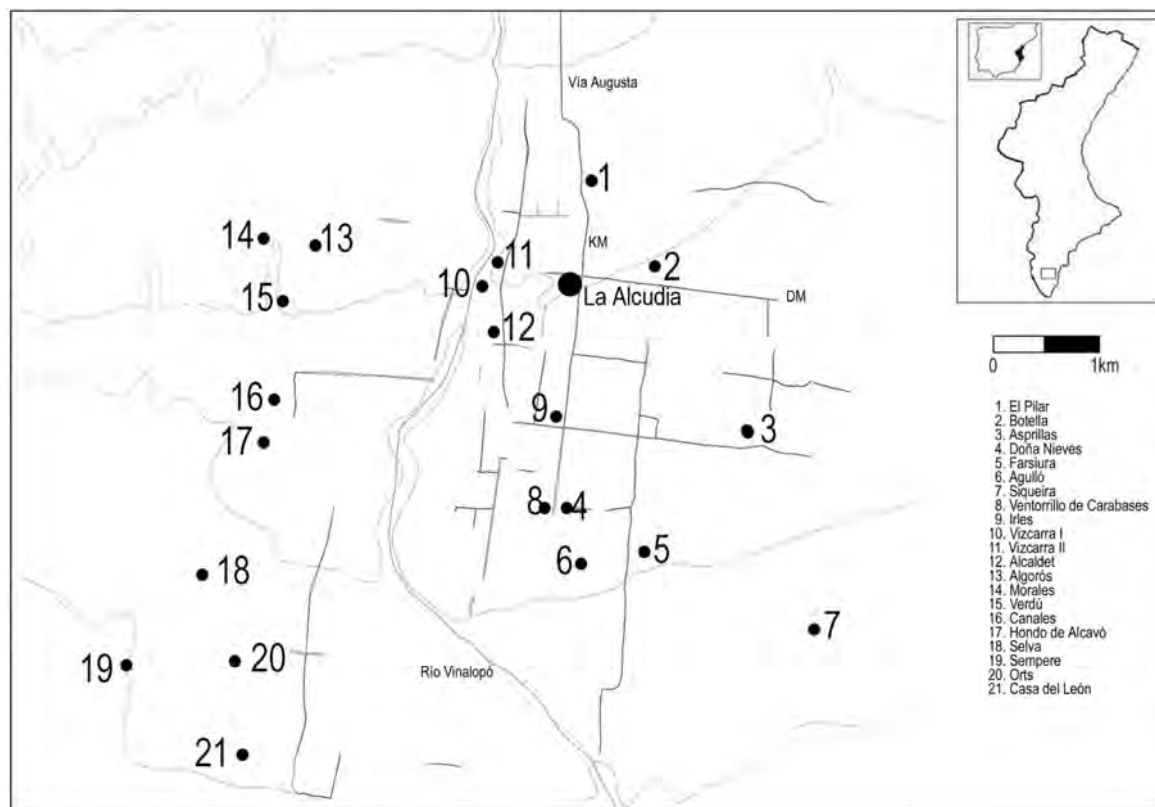 Vía Augusta
1
KM
14
13
11
2
10
La Alcudia
DM
15
12
0
1km
16
9
3
17
8
4
6
5
18
7
19
20
Río Vinalopó
21
1. El Pilar
2. Botella
3. Asprillas
4. Doña Nieves
5. Farsiura
6. Agulló
7. Siqueira
8. Ventorrillo de Carabases
9. Irles
10. Vizcarra I
11. Vizcarra II
12. Alcaldet
13. Algorós
14. Morales
15. Verdú
16. Canales
17. Hondo de Alcavó
18. Selva
19. Sempere
20. Orts
21. Casa del León